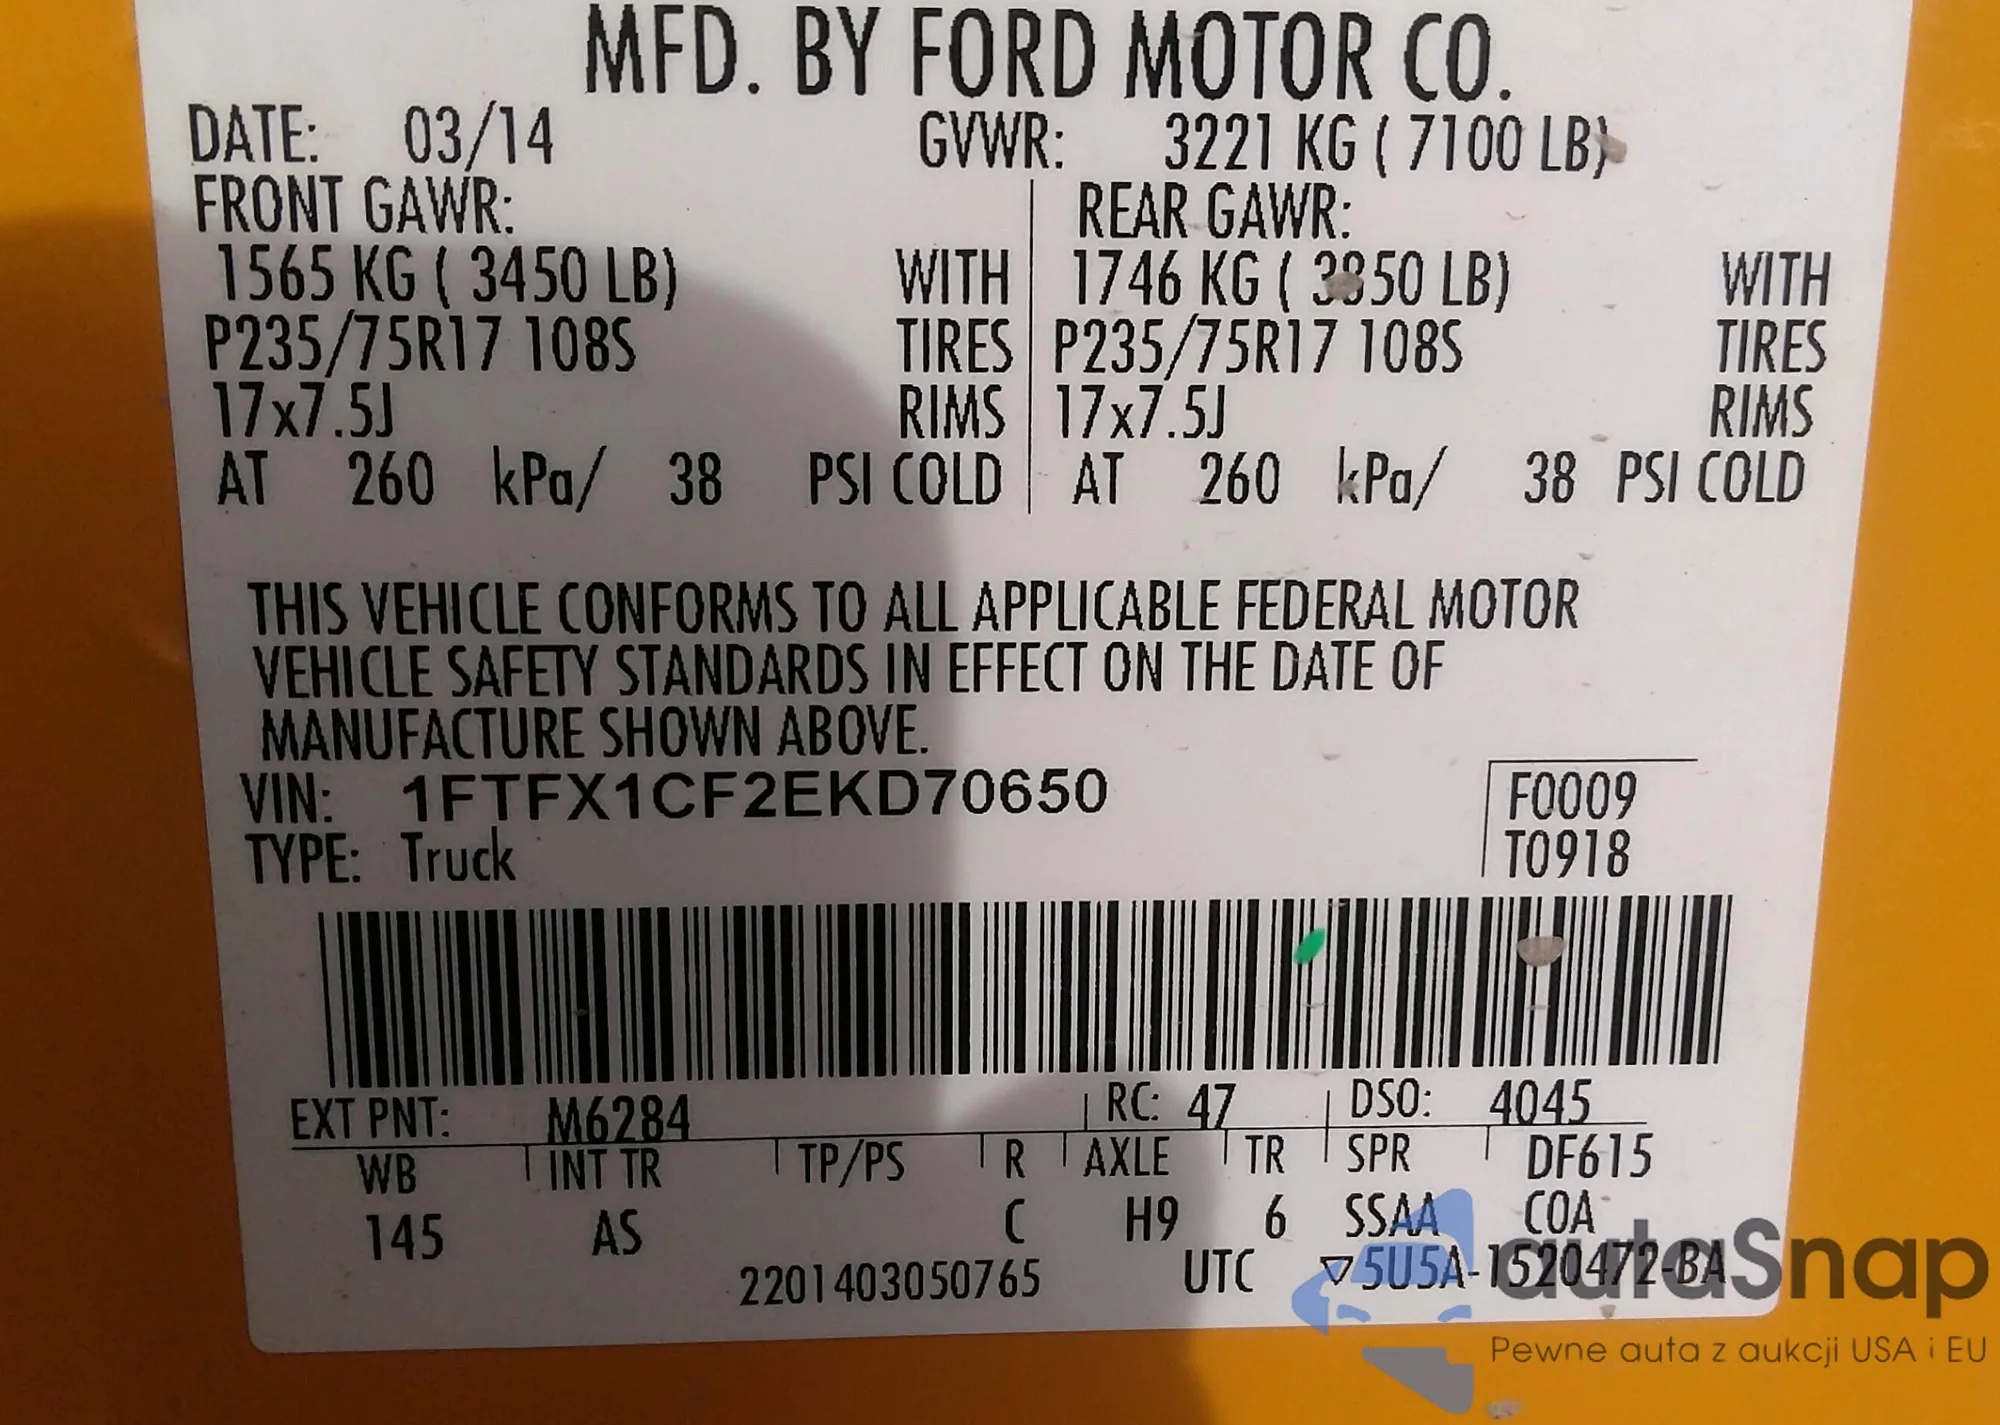 MFD. BY FORD MOTOR CO.
DATE: 03/14 GVWR: 3221 KG ( 7100 LB)
FRONT GAWR: REAR GAWR:
1565 KG ( 3450 LB) WITH 1746 KG ( 3850 LB) WITH
P235/75R17 108S TIRES P235/75R17 108S TIRES
17x7.5J RIMS 17x7.5J RIMS
AT 260 kPa/ 38 PSI COLD AT 260 kPa/ 38 PSI COLD
THIS VEHICLE CONFORMS TO ALL APPLICABLE FEDERAL MOTOR
VEHICLE SAFETY STANDARDS IN EFFECT ON THE DATE OF
MANUFACTURE SHOWN ABOVE.
VIN: 1FTFX1CF2EKD70650 F0009
TYPE: Truck T0918
EXT PNT: M6284 RC: 47 DSO: 4045
WB INT TR TP/PS R AXLE TR SPR DF615
145 AS C H9 6 SSAA COA
2201403050765 UTC ▽5U5A-1520472-BA
autoSnap
Pewne auta z aukcji USA i EU